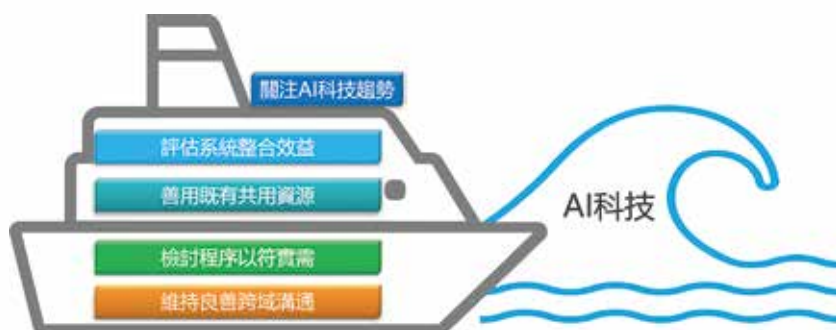 關注AI科技趨勢
評估系統整合效益
善用既有共用資源
AI科技
檢討程序以符實需
維持良善跨域溝通